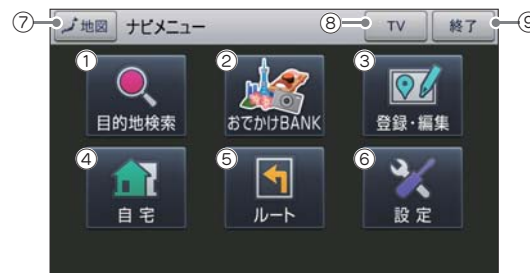 ⑦ 地図 ナビメニュー ⑧ TV 終了 ⑨
① 目的地検索
② おでかけBANK
③ 登録・編集
④ 自宅
⑤ ルート
⑥ 設定